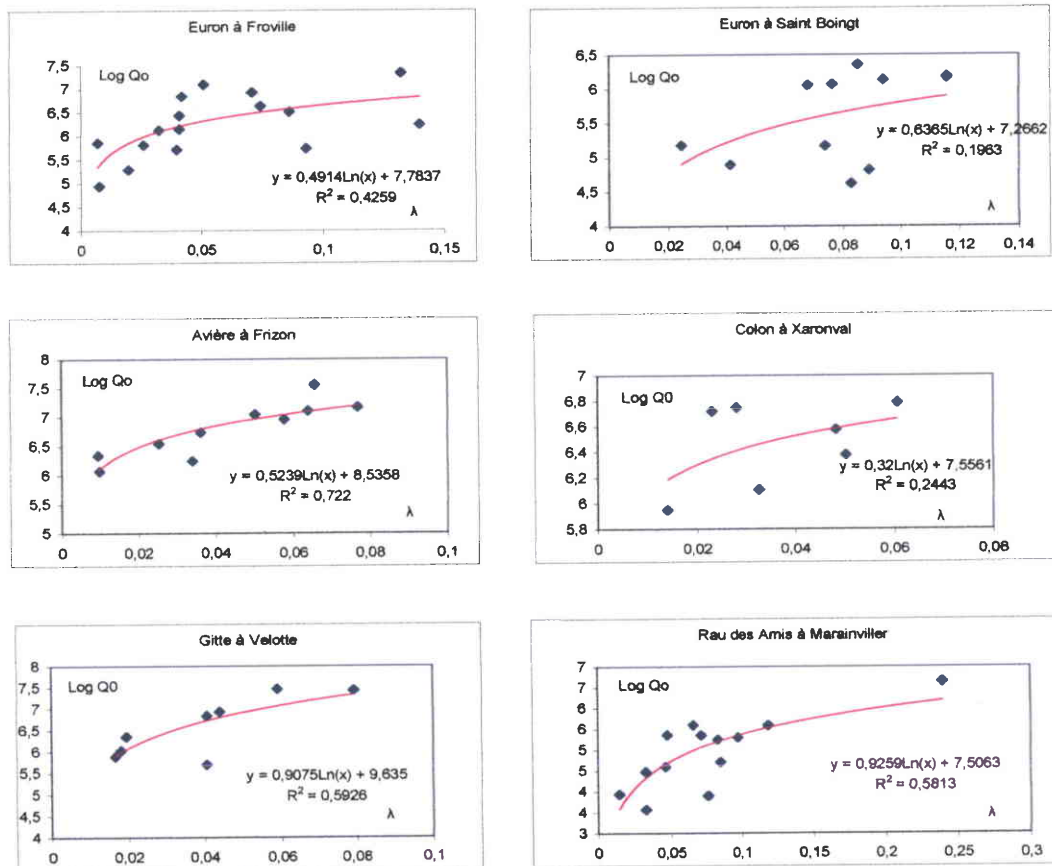 Euron à Froville
Log Qo
7,5
7
6,5
6
5,5
5
4,5
4
y = 0,4914Ln(x) + 7,7837
R² = 0,4259
λ
0
0,05
0,1
0,15
Euron à Saint Boingt
Log Qo
6,5
6
5,5
5
4,5
4
y = 0,6365Ln(x) + 7,2662
R² = 0,1963
λ
0
0,02
0,04
0,06
0,08
0,1
0,12
0,14
Avière à Frizon
Log Qo
8
7,5
7
6,5
6
5,5
5
y = 0,5239Ln(x) + 8,5358
R² = 0,722
λ
0
0,02
0,04
0,06
0,08
0,1
Colon à Xaronval
Log Q0
7
6,8
6,6
6,4
6,2
6
5,8
y = 0,32Ln(x) + 7,5561
R² = 0,2443
λ
0
0,02
0,04
0,06
0,08
Gitte à Velotte
Log Q0
8
7,5
7
6,5
6
5,5
5
4,5
4
y = 0,9075Ln(x) + 9,635
R² = 0,5926
λ
0
0,02
0,04
0,06
0,08
0,1
Rau des Amis à Marainviller
Log Qo
7
7
6
6
5
5
4
4
3
y = 0,9259Ln(x) + 7,5063
R² = 0,5813
λ
0
0,05
0,1
0,15
0,2
0,25
0,3